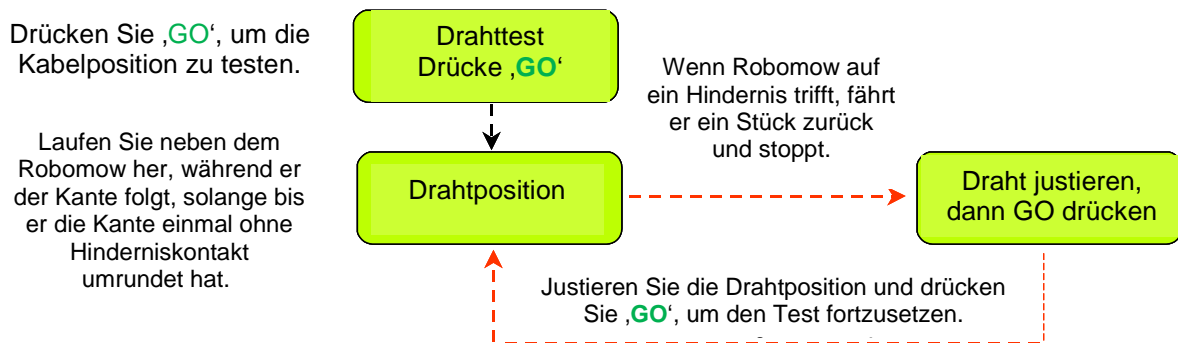 Drücken Sie ‚GO‘, um die
Kabelposition zu testen.
Drahttest
Drücke ‚GO‘
Wenn Robomow auf
ein Hindernis trifft, fährt
er ein Stück zurück
und stoppt.
Laufen Sie neben dem
Robomow her, während er
der Kante folgt, solange bis
er die Kante einmal ohne
Hinderniskontakt
umrundet hat.
Drahtposition
Draht justieren,
dann GO drücken
Justieren Sie die Drahtposition und drücken
Sie ‚GO‘, um den Test fortzusetzen.